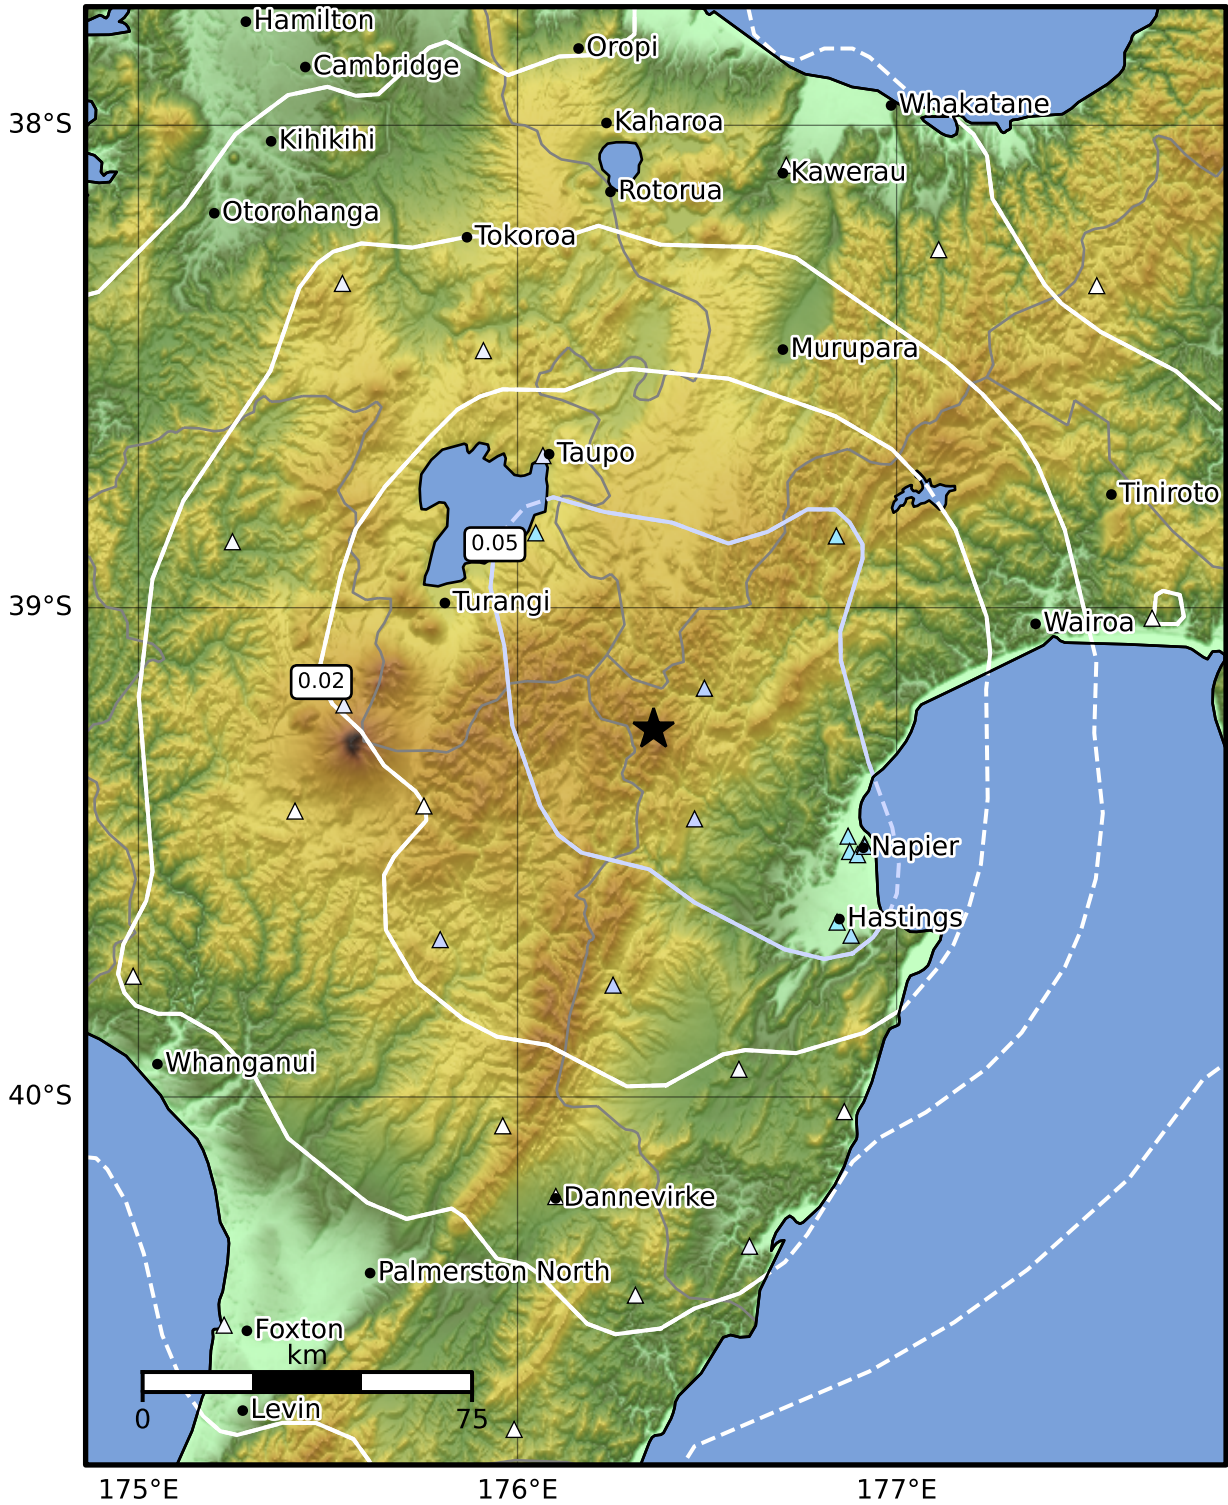 Hamilton
Oropi
Cambridge
Whakatane
38°S
Kaharoa
Kihikihi
Kawerau
Rotorua
Otorohanga
Tokoroa
Murupara
Taupo
Tiniroto
0.05
39°S
Turangi
Wairoa
0.02
Napier
Hastings
Whanganui
40°S
Dannevirke
Palmerston North
Foxton
km
Levin
0 75
175°E 176°E 177°E